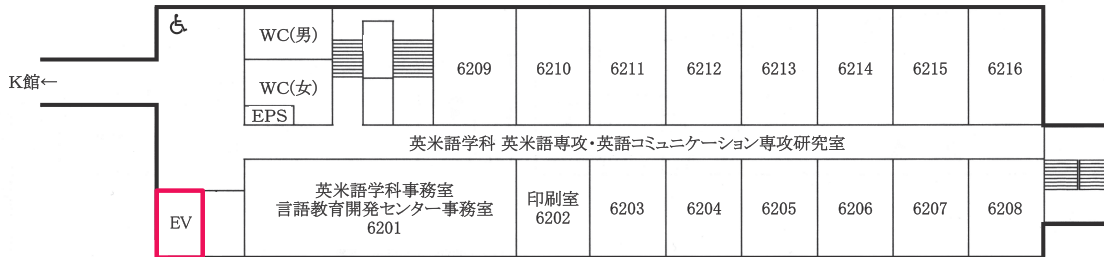 WC(男)
K館←
WC(女)
EPS
6209
6210
6211
6212
6213
6214
6215
6216
英米語学科 英米語専攻・英語コミュニケーション専攻研究室
EV
英米語学科事務室
言語教育開発センター事務室
6201
印刷室
6202
6203
6204
6205
6206
6207
6208